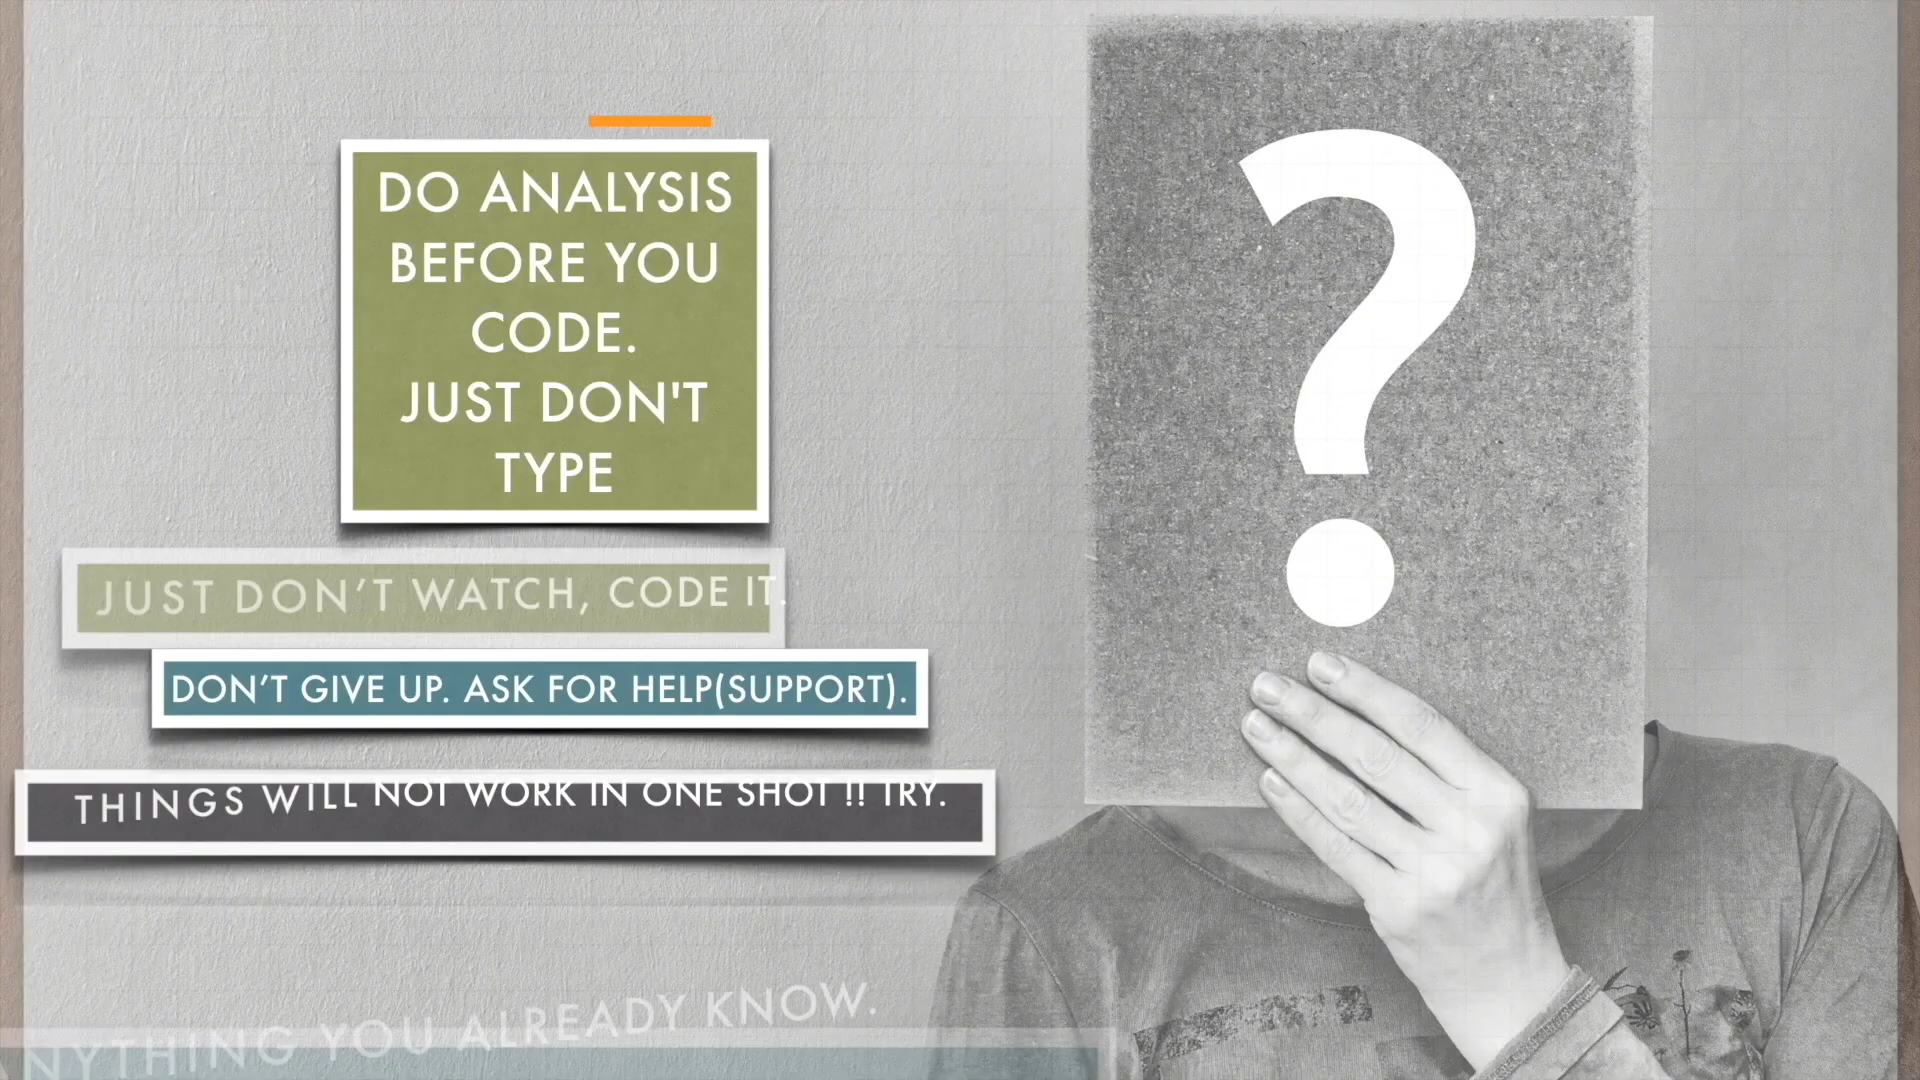 DO ANALYSIS
BEFORE YOU
CODE.
JUST DON'T
TYPE
?
JUST DON’T WATCH, CODE IT.
DON’T GIVE UP. ASK FOR HELP(SUPPORT).
THINGS WILL NOT WORK IN ONE SHOT !! TRY.
YOU ALREADY KNOW.